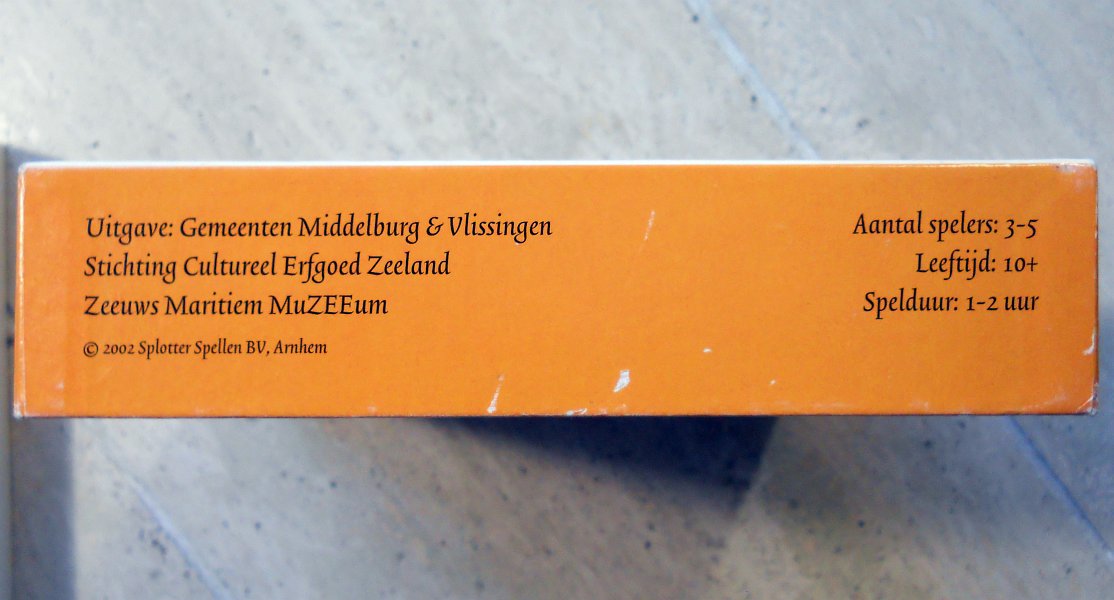 Uitgave: Gemeenten Middelburg & Vlissingen
Stichting Cultureel Erfgoed Zeeland
Zeeuws Maritiem MuZEEum
© 2002 Splotter Spellen BV, Arnhem
Aantal spelers: 3-5
Leeftijd: 10+
Spelduur: 1-2 uur